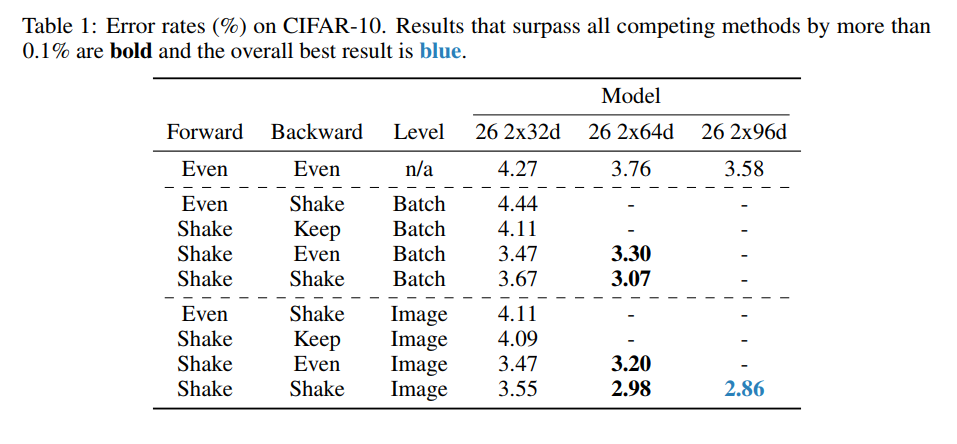 Table 1: Error rates (%) on CIFAR-10. Results that surpass all competing methods by more than
0.1% are bold and the overall best result is blue.
Model
Forward Backward Level 26 2x32d 26 2x64d 26 2x96d
Even Even n/a 4.27 3.76 3.58
Even Shake Batch 4.44 - -
Shake Keep Batch 4.11 - -
Shake Even Batch 3.47 3.30 -
Shake Shake Batch 3.67 3.07 -
Even Shake Image 4.11 - -
Shake Keep Image 4.09 - -
Shake Even Image 3.47 3.20 -
Shake Shake Image 3.55 2.98 2.86